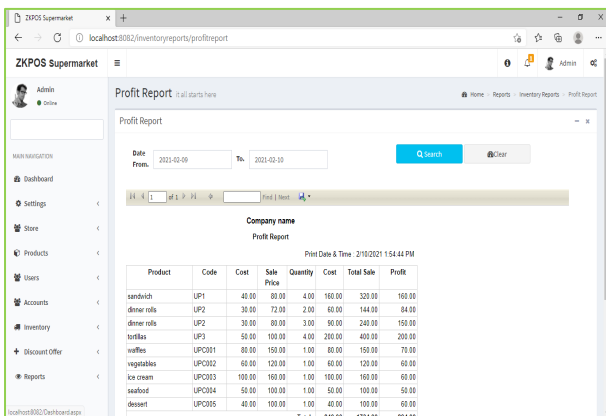 ZKPOS Supermarket
localhost:8082/inventoryreports/profitreport
ZKPOS Supermarket
Admin
Admin
Online
Profit Report it all starts here
Home > Reports > Inventory Reports > Profit Report
Profit Report
MAIN NAVIGATION
Dashboard
Settings
Store
Products
Users
Accounts
Inventory
Discount Offer
Reports
Date From. 2021-02-09 To. 2021-02-10 Search Clear
1 of 1 Find | Next
Company name
Profit Report
Print Date & Time : 2/10/2021 1:54:44 PM
Product Code Cost Sale Price Quantity Cost Total Sale Profit
sandwich UP1 40.00 80.00 4.00 160.00 320.00 160.00
dinner rolls UP2 30.00 72.00 2.00 60.00 144.00 84.00
dinner rolls UP2 30.00 80.00 3.00 90.00 240.00 150.00
tortillas UP3 50.00 100.00 4.00 200.00 400.00 200.00
waffles UPC001 80.00 150.00 1.00 80.00 150.00 70.00
vegetables UPC002 60.00 120.00 1.00 60.00 120.00 60.00
ice cream UPC003 100.00 160.00 1.00 100.00 160.00 60.00
seafood UPC004 50.00 100.00 1.00 50.00 100.00 50.00
dessert UPC005 40.00 100.00 1.00 40.00 100.00 60.00
localhost:8082/Dashboard.aspx